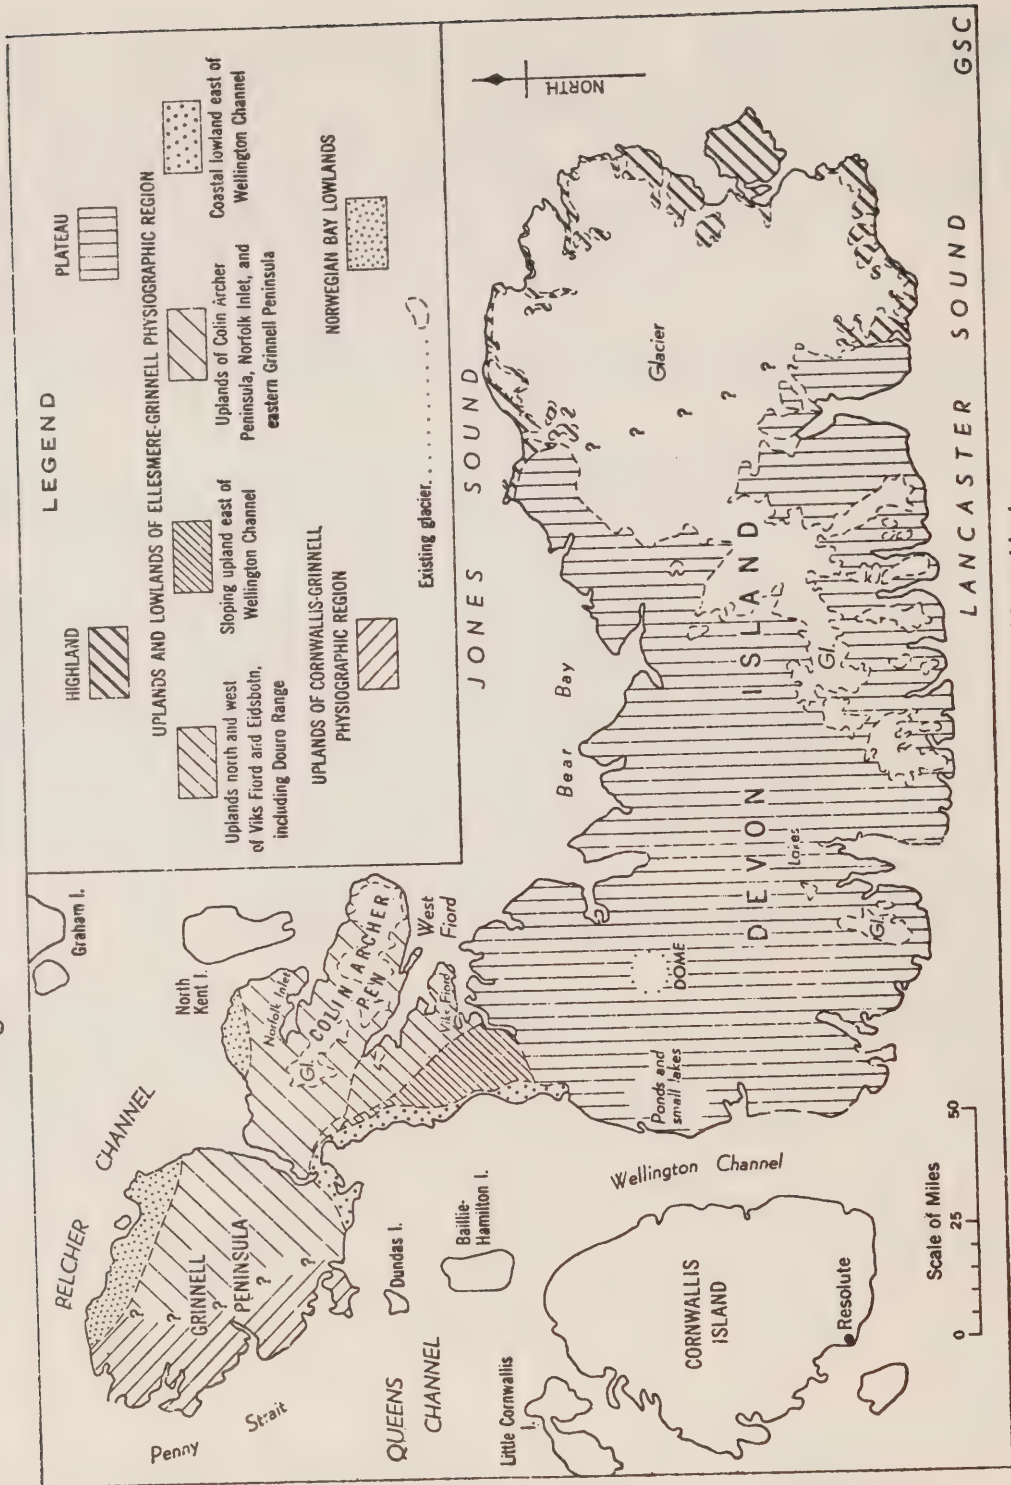 LEGEND
HIGHLAND
PLATEAU
UPLANDS AND LOWLANDS OF ELLESMERE-GRINNELL PHYSIOGRAPHIC REGION
Uplands north and west
of Viks Fiord and Eidsbotn,
including Douro Range
Sloping upland east of
Wellington Channel
Uplands of Colin Archer
Peninsula, Norfolk Inlet, and
eastern Grinnell Peninsula
Coastal lowland east of
Wellington Channel
UPLANDS OF CORNWALLIS-GRINNELL
PHYSIOGRAPHIC REGION
NORWEGIAN BAY LOWLANDS
Existing glacier
NORTH
Graham I.
North
Kent I.
BELCHER CHANNEL
Norfolk Inlet
Gl.
COLIN ARCHER
PEN
West
Fiord
Viks Fiord
GRINNELL
PENINSULA
?
?
?
?
?
Penny Strait
QUEENS
CHANNEL
Dundas I.
Baillie-
Hamilton I.
Little Cornwallis
I.
CORNWALLIS
ISLAND
Resolute
Wellington Channel
JONES SOUND
Bear Bay
Glacier
?
?
?
?
?
DEVON ISLAND
DOME
Ponds and
small lakes
Lakes
Gl.
Gl.
LANCASTER SOUND
Scale of Miles
0 25 50
GSC